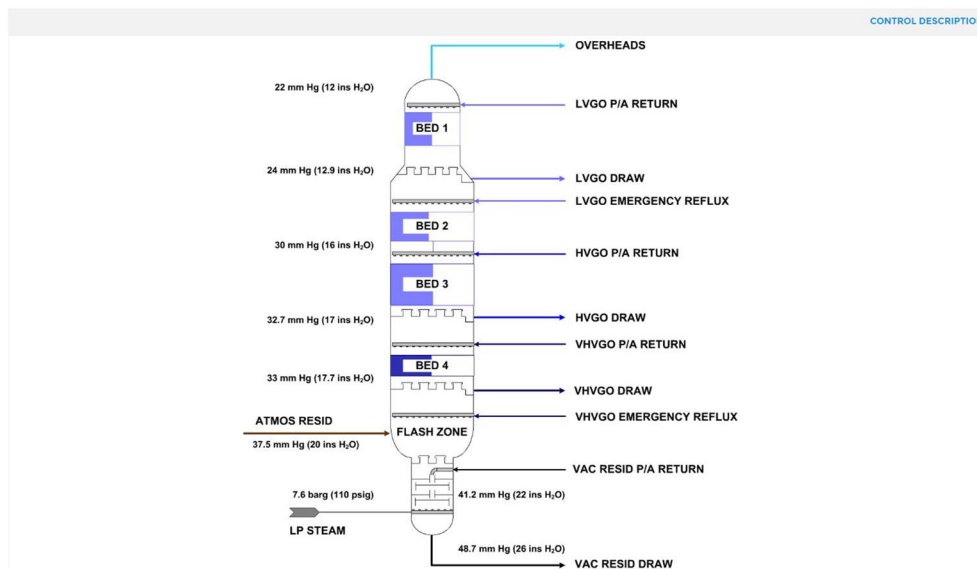 CONTROL DESCRIPTIO
OVERHEADS
22 mm Hg (12 ins H₂O)
LVGO P/A RETURN
BED 1
24 mm Hg (12.9 ins H₂O)
LVGO DRAW
LVGO EMERGENCY REFLUX
BED 2
30 mm Hg (16 ins H₂O)
HVGO P/A RETURN
BED 3
32.7 mm Hg (17 ins H₂O)
HVGO DRAW
VHVGO P/A RETURN
BED 4
33 mm Hg (17.7 ins H₂O)
VHVGO DRAW
VHVGO EMERGENCY REFLUX
ATMOS RESID
FLASH ZONE
37.5 mm Hg (20 ins H₂O)
VAC RESID P/A RETURN
7.6 barg (110 psig)
41.2 mm Hg (22 ins H₂O)
LP STEAM
48.7 mm Hg (26 ins H₂O)
VAC RESID DRAW